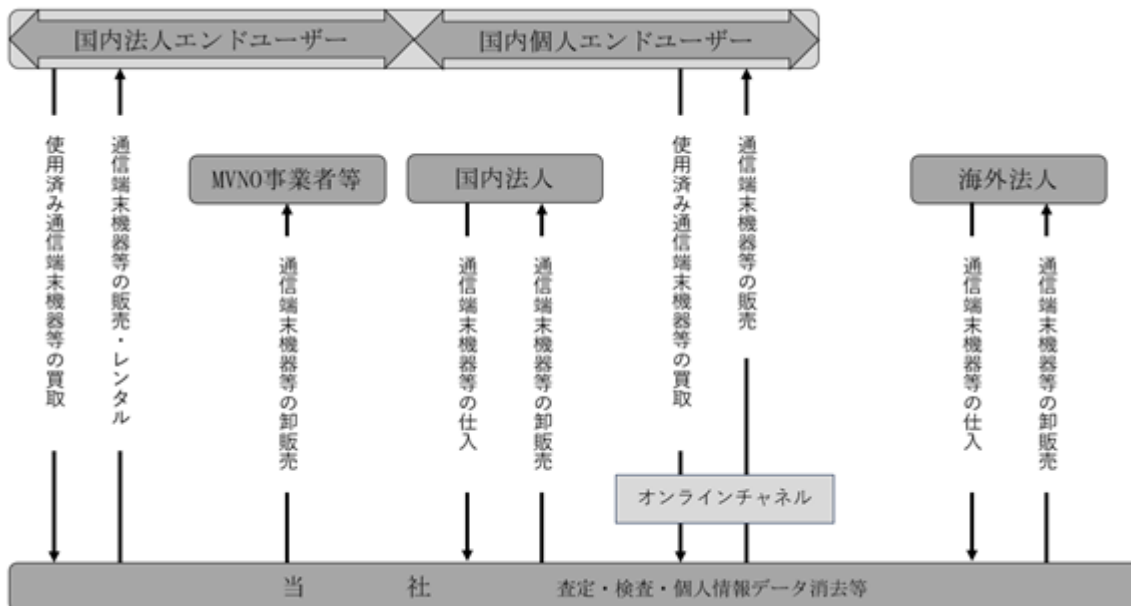 国内法人エンドユーザー
国内個人エンドユーザー
使用済み通信端末機器等の買取
通信端末機器等の販売・レンタル
MVNO事業者等
通信端末機器等の卸販売
国内法人
通信端末機器等の仕入
通信端末機器等の卸販売
使用済み通信端末機器等の買取
通信端末機器等の販売
オンラインチャネル
海外法人
通信端末機器等の仕入
通信端末機器等の卸販売
当　社　査定・検査・個人情報データ消去等